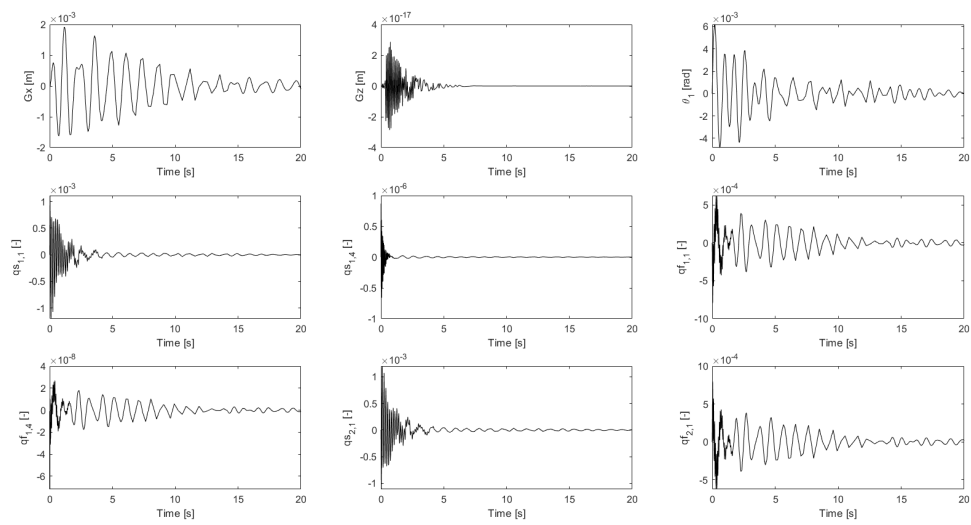 ×10⁻³
2
1
0
-1
-2
Gx [m]
0 5 10 15 20
Time [s]
×10⁻¹⁷
4
2
0
-2
-4
Gz [m]
0 5 10 15 20
Time [s]
×10⁻³
6
4
2
0
-2
-4
θ₁ [rad]
0 5 10 15 20
Time [s]
×10⁻³
1
0.5
0
-0.5
-1
qs₁,₁ [-]
0 5 10 15 20
Time [s]
×10⁻⁶
1
0.5
0
-0.5
-1
qs₁,₄ [-]
0 5 10 15 20
Time [s]
×10⁻⁴
5
0
-5
-10
qf₁,₁ [-]
0 5 10 15 20
Time [s]
×10⁻⁸
4
2
0
-2
-4
-6
qf₁,₄ [-]
0 5 10 15 20
Time [s]
×10⁻³
1
0.5
0
-0.5
-1
qs₂,₁ [-]
0 5 10 15 20
Time [s]
×10⁻⁴
10
5
0
-5
qf₂,₁ [-]
0 5 10 15 20
Time [s]